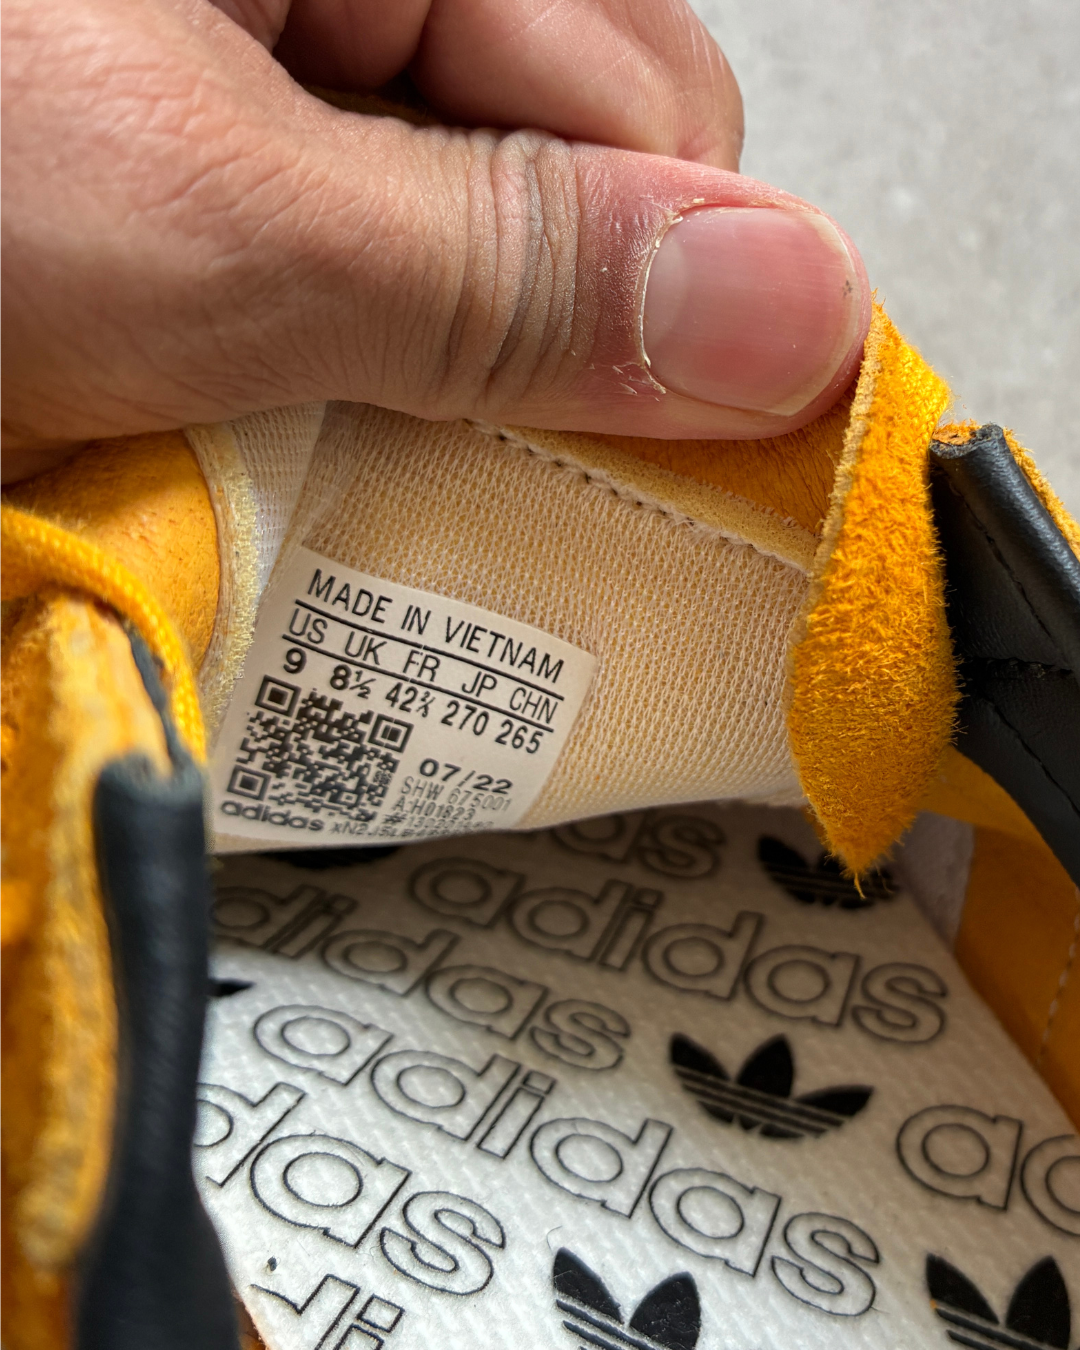 MADE IN VIETNAM
US UK FR JP CHN
9 8½ 42⅔ 270 265
07/22
SHW 675001
A:H01823
adidas
adidas
adidas
adidas
adidas